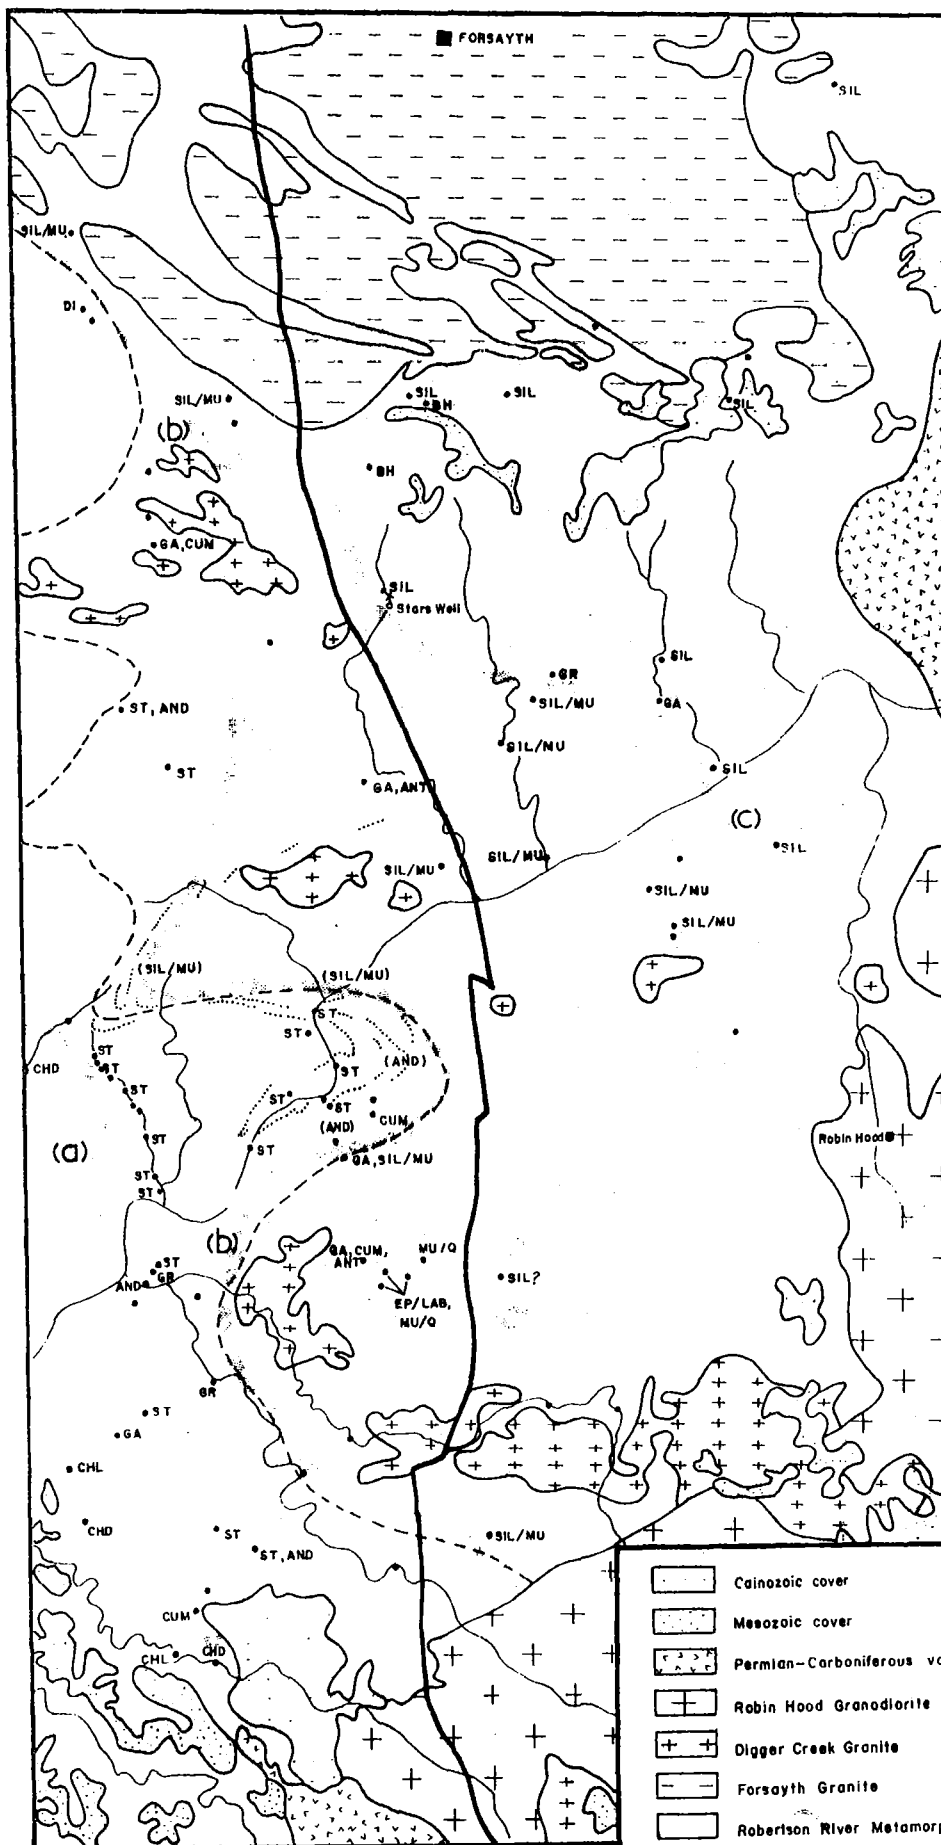 FORSAYTH
SIL
SIL/MU
DI
SIL
BH
SIL
SIL
SIL/MU
(b)
BH
GA,CUM
SIL
Stars Well
SIL
GR
SIL/MU
GA
ST, AND
SIL/MU
ST
SIL
GA,ANT
(c)
SIL
SIL/MU
SIL/MU
SIL/MU
SIL/MU
(SIL/MU)
(SIL/MU)
ST
ST
(AND)
ST
CHD
ST
ST
ST
ST
ST
CUM
(AND)
ST
ST
Robin Hood
(a)
GA,SIL/MU
ST
ST
(b)
GA,CUM,
ANT
MU/Q
ST
GR
AND
SIL?
EP/LAB,
MU/Q
GR
ST
GA
CHL
CHD
ST
SIL/MU
ST,AND
CUM
CHL
CHD
Cainozoic cover
Mesozoic cover
Permian-Carboniferous vo
Robin Hood Granodiorite
Digger Creek Granite
Forsayth Granite
Robertson River Metamorp